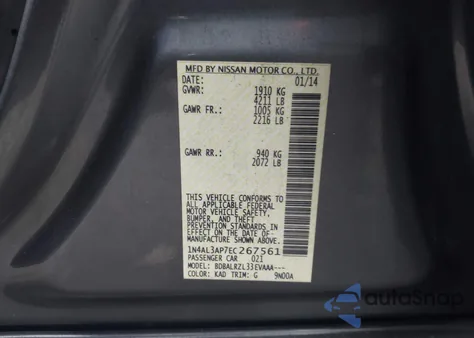 MFD BY NISSAN MOTOR CO., LTD.
DATE: 01/14
GVWR: 1910 KG
4211 LB
GAWR FR.: 1005 KG
2216 LB
GAWR RR.: 940 KG
2072 LB
THIS VEHICLE CONFORMS TO
ALL APPLICABLE FEDERAL
MOTOR VEHICLE SAFETY,
BUMPER, AND THEFT
PREVENTION STANDARDS IN
EFFECT ON THE DATE OF
MANUFACTURE SHOWN ABOVE.
1N4AL3AP7EC267561
PASSENGER CAR 021
MODEL: BDBALRZL33EVAAA---
COLOR: KAD TRIM: G 9N00A
autoSnap